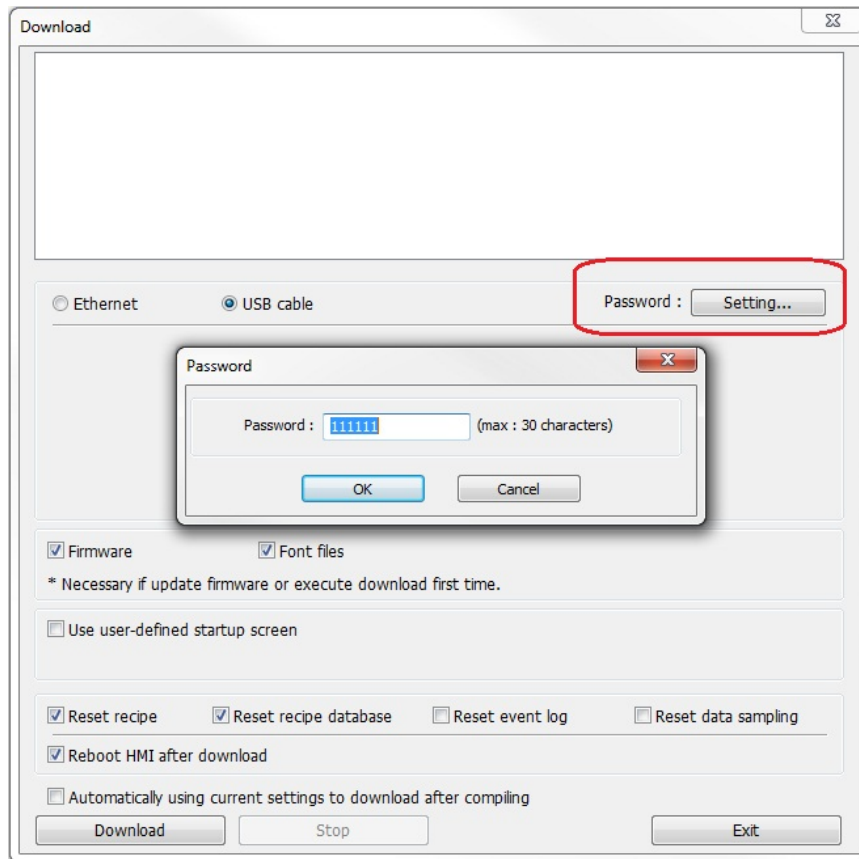 Download
Ethernet USB cable Password : Setting...
Password
Password : 111111 (max : 30 characters)
OK Cancel
Firmware Font files
* Necessary if update firmware or execute download first time.
Use user-defined startup screen
Reset recipe Reset recipe database Reset event log Reset data sampling
Reboot HMI after download
Automatically using current settings to download after compiling
Download Stop Exit